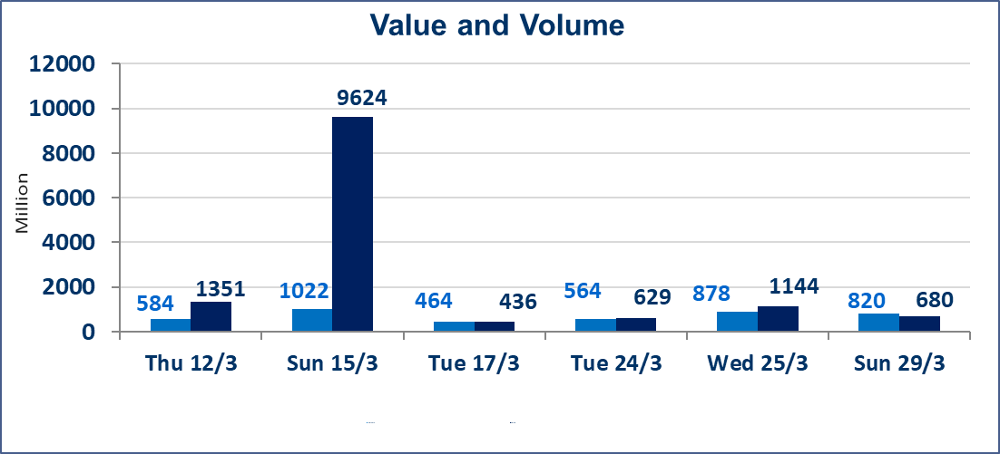 Value and Volume
12000
10000
8000
6000
4000
2000
0
Million
584
1351
1022
9624
464
436
564
629
878
1144
820
680
Thu 12/3
Sun 15/3
Tue 17/3
Tue 24/3
Wed 25/3
Sun 29/3